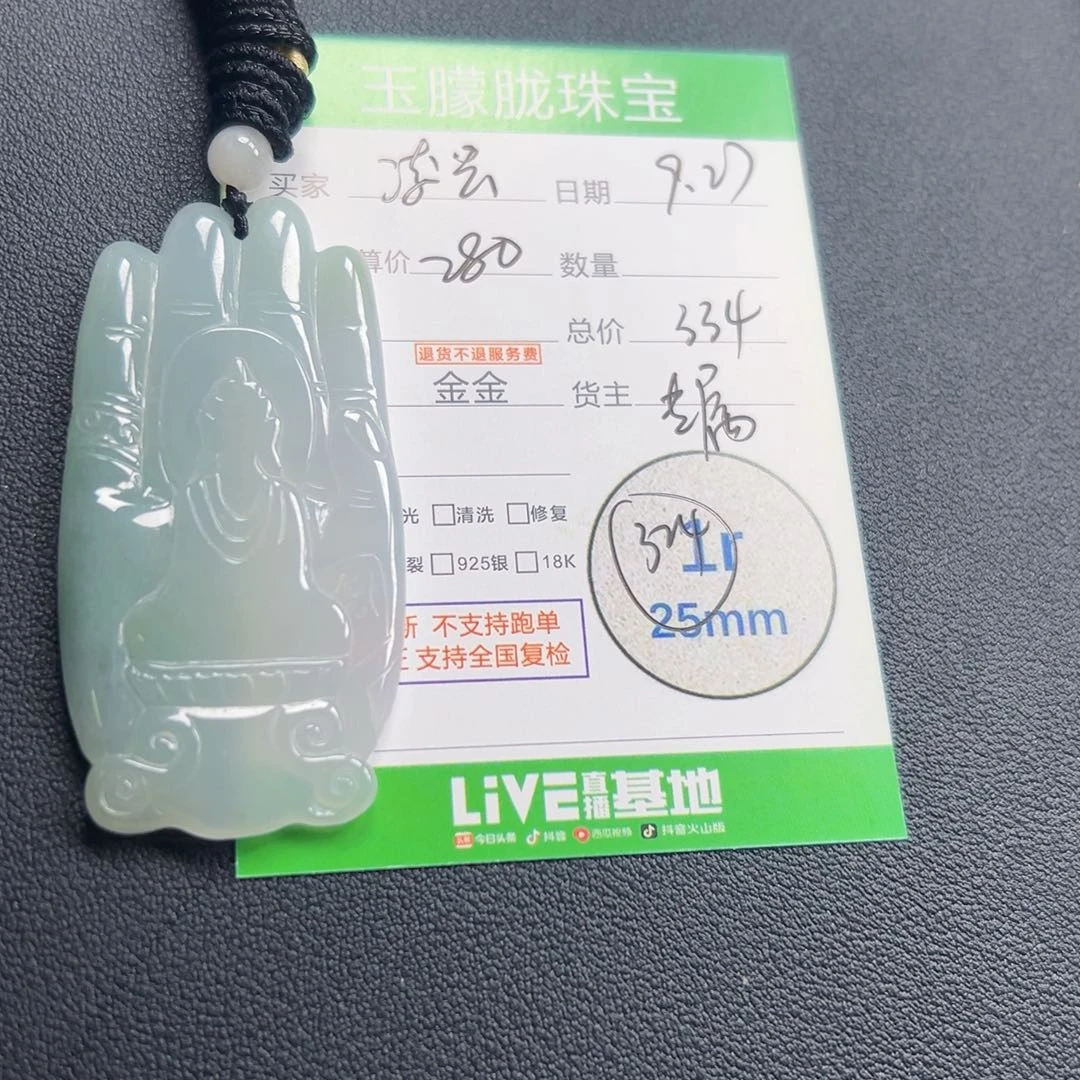 玉朦胧珠宝
买家 日期 9.27
算价 280 数量
总价 334
退货不退服务费
金金 货主
光 □清洗 □修复
裂 □925银 □18K
324
1r
25mm
新 不支持跑单
支持全国复检
LiVE直播基地
头条 今日头条 抖音 西瓜视频 抖音火山版